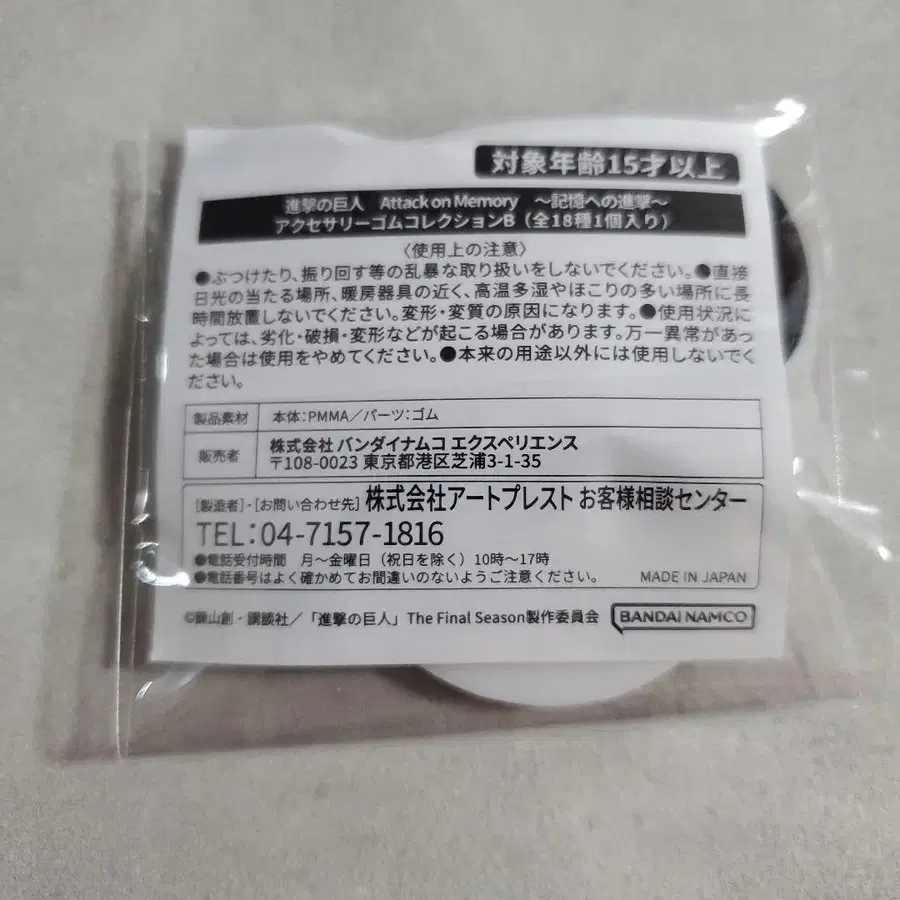 対象年齢15才以上
進撃の巨人 Attack on Memory ～記憶への進撃～
アクセサリーゴムコレクションB（全18種1個入り）
〈使用上の注意〉
●ぶつけたり、振り回す等の乱暴な取り扱いをしないでください。●直接
日光の当たる場所、暖房器具の近く、高温多湿やほこりの多い場所に長
時間放置しないでください。変形・変質の原因になります。●使用状況に
よっては、劣化・破損・変形などが起こる場合があります。万一異常があっ
た場合は使用をやめてください。●本来の用途以外には使用しないでく
ださい。
製品素材 本体：PMMA／パーツ：ゴム
販売者 株式会社 バンダイナムコ エクスペリエンス
〒108-0023 東京都港区芝浦3-1-35
[製造者]・[お問い合わせ先] 株式会社アートプレスト お客様相談センター
TEL：04-7157-1816
●電話受付時間 月～金曜日（祝日を除く）10時～17時
●電話番号はよく確かめてお間違いのないようご注意ください。 MADE IN JAPAN
©諫山創・講談社／「進撃の巨人」The Final Season製作委員会 BANDAI NAMCO